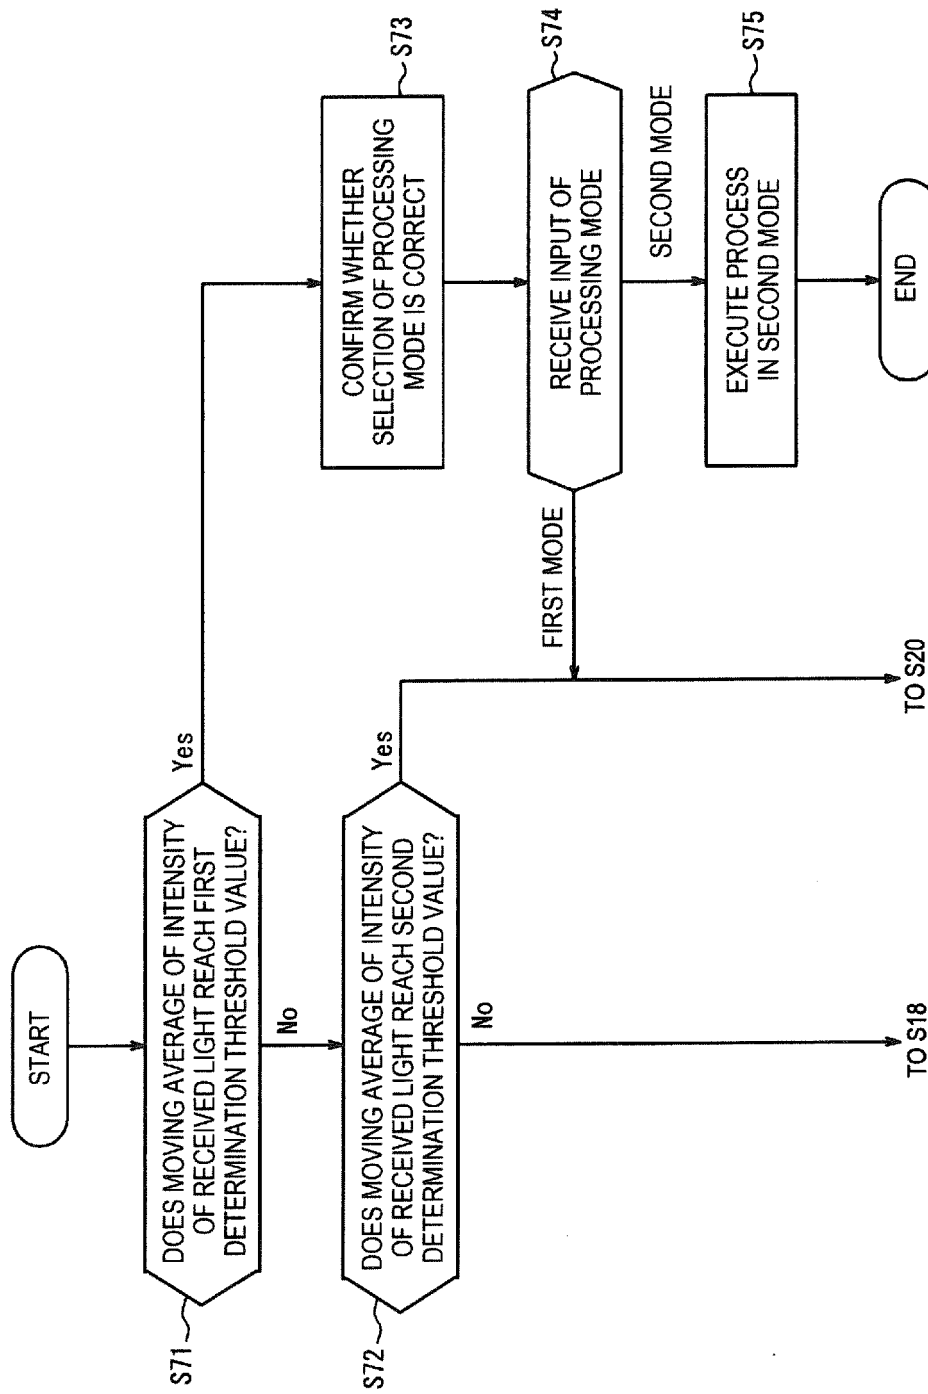 START
S71
DOES MOVING AVERAGE OF INTENSITY
OF RECEIVED LIGHT REACH FIRST
DETERMINATION THRESHOLD VALUE?
Yes
No
S72
DOES MOVING AVERAGE OF INTENSITY
OF RECEIVED LIGHT REACH SECOND
DETERMINATION THRESHOLD VALUE?
Yes
No
TO S18
TO S20
CONFIRM WHETHER
SELECTION OF PROCESSING
MODE IS CORRECT
S73
RECEIVE INPUT OF
PROCESSING MODE
S74
FIRST MODE
SECOND MODE
EXECUTE PROCESS
IN SECOND MODE
S75
END